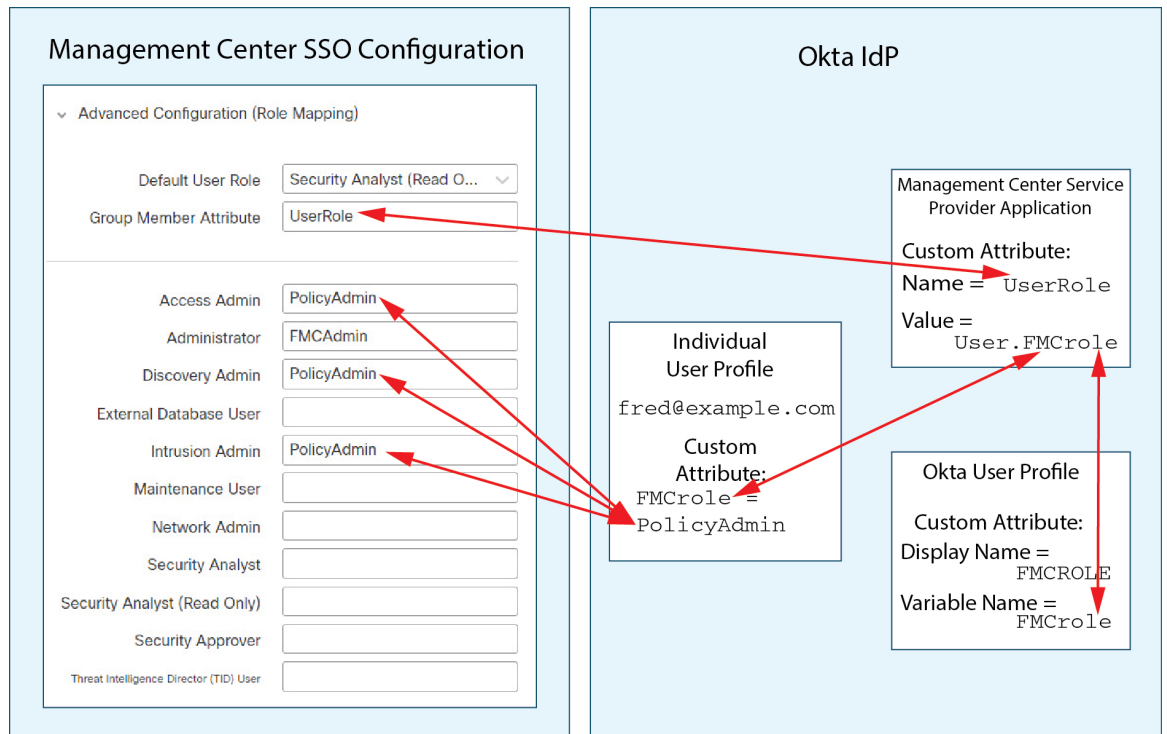 Management Center SSO Configuration
Advanced Configuration (Role Mapping)
Default User Role
Security Analyst (Read O...
Group Member Attribute
UserRole
Access Admin
PolicyAdmin
Administrator
FMCAdmin
Discovery Admin
PolicyAdmin
External Database User
Intrusion Admin
PolicyAdmin
Maintenance User
Network Admin
Security Analyst
Security Analyst (Read Only)
Security Approver
Threat Intelligence Director (TID) User
Okta IdP
Individual
User Profile
fred@example.com
Custom
Attribute:
FMCrole =
PolicyAdmin
Management Center Service
Provider Application
Custom Attribute:
Name = UserRole
Value =
User.FMCrole
Okta User Profile
Custom Attribute:
Display Name =
FMCROLE
Variable Name =
FMCrole